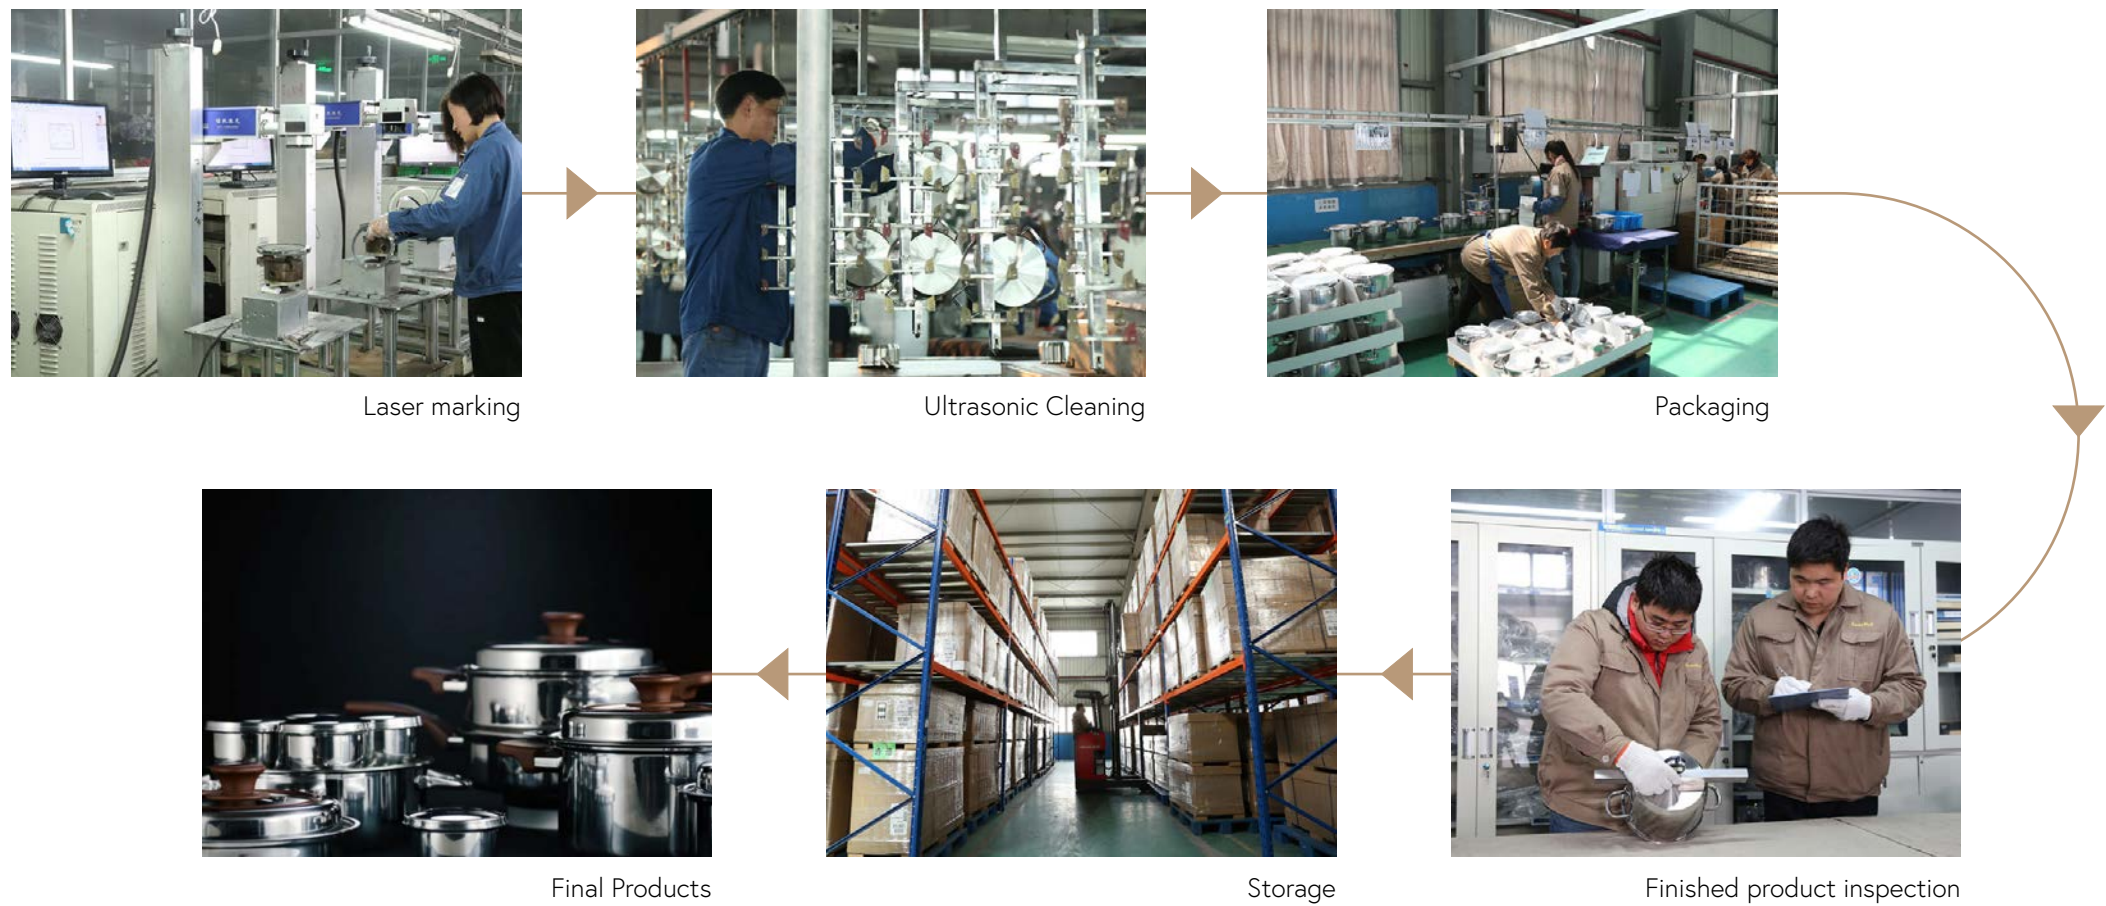 Laser marking
Ultrasonic Cleaning
Packaging
Finished product inspection
Storage
Final Products